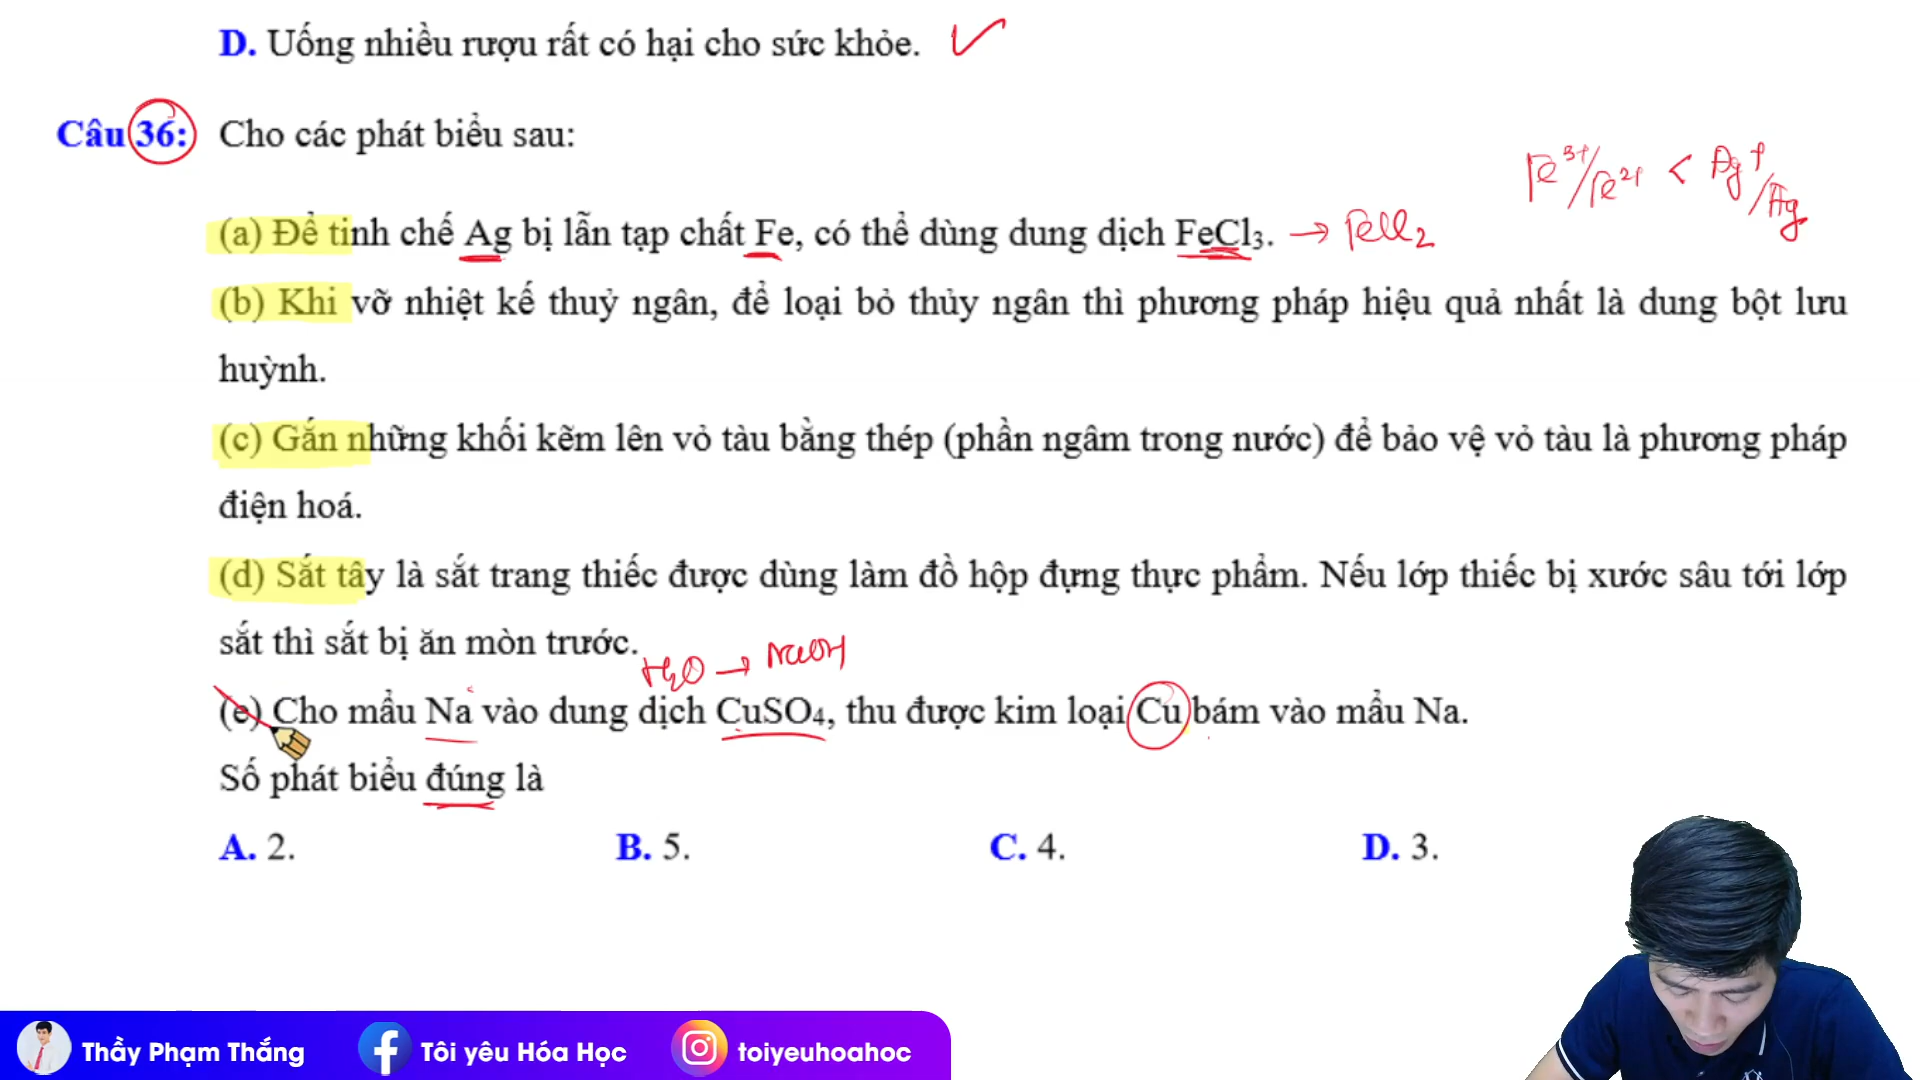 D. Uống nhiều rượu rất có hại cho sức khỏe.
Câu 36: Cho các phát biểu sau:
Fe³⁺/Fe²⁺ < Ag⁺/Ag
(a) Để tinh chế Ag bị lẫn tạp chất Fe, có thể dùng dung dịch FeCl₃. → FeCl₂
(b) Khi vỡ nhiệt kế thuỷ ngân, để loại bỏ thủy ngân thì phương pháp hiệu quả nhất là dung bột lưu
huỳnh.
(c) Gắn những khối kẽm lên vỏ tàu bằng thép (phần ngâm trong nước) để bảo vệ vỏ tàu là phương pháp
điện hoá.
(d) Sắt tây là sắt trang thiếc được dùng làm đồ hộp đựng thực phẩm. Nếu lớp thiếc bị xước sâu tới lớp
sắt thì sắt bị ăn mòn trước.
H₂O → NaOH
(e) Cho mẩu Na vào dung dịch CuSO₄, thu được kim loại Cu bám vào mẩu Na.
Số phát biểu đúng là
A. 2. B. 5. C. 4. D. 3.
Thầy Phạm Thắng Tôi yêu Hóa Học toiyeuhoahoc